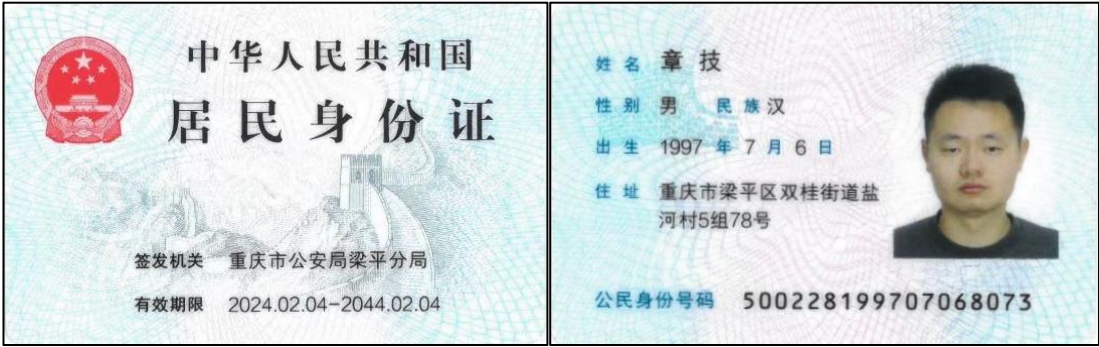 中华人民共和国
居民身份证
签发机关 重庆市公安局梁平分局
有效期限 2024.02.04-2044.02.04
姓名 章技
性别 男 民族 汉
出生 1997 年 7 月 6 日
住址 重庆市梁平区双桂街道盐
河村5组78号
公民身份号码 500228199707068073